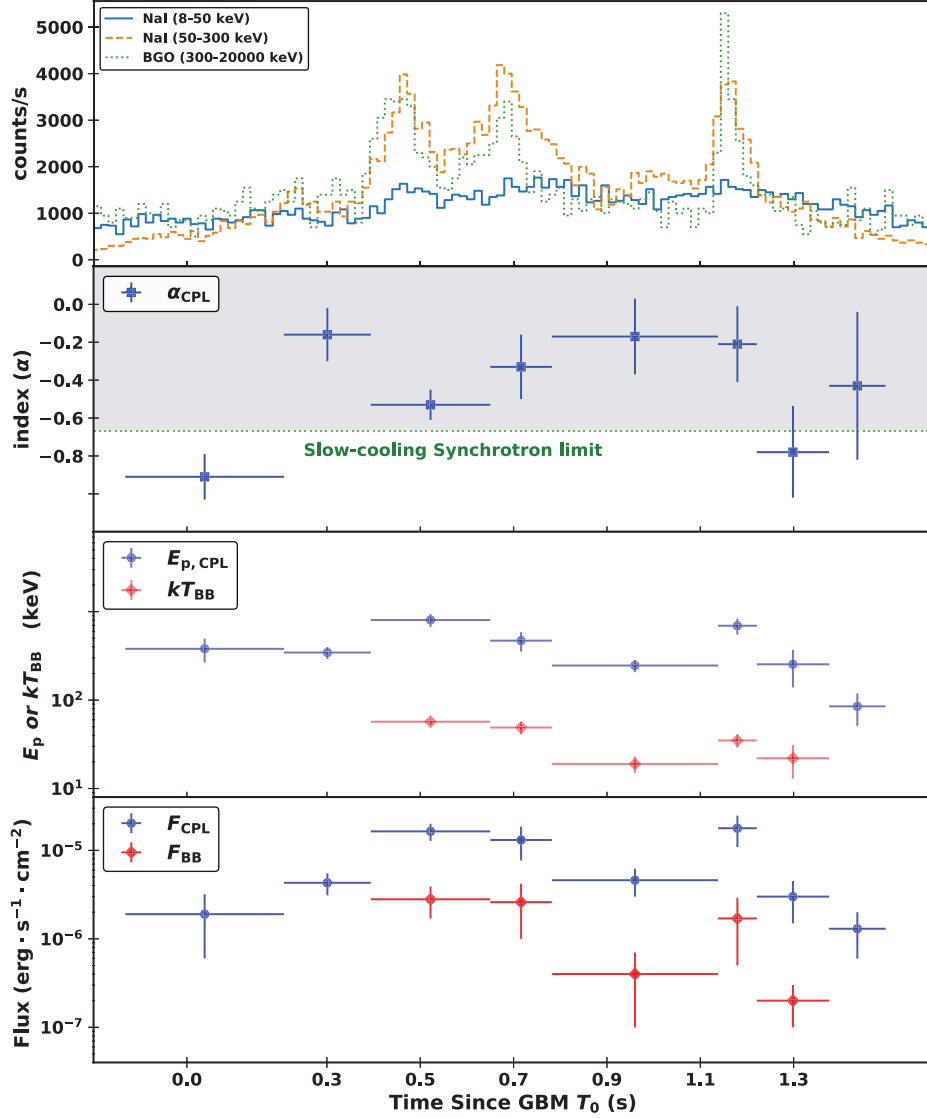 NaI (8–50 keV)
NaI (50–300 keV)
BGO (300–20000 keV)
counts/s
5000
4000
3000
2000
1000
0
α_CPL
index (α)
0.0
−0.2
−0.4
−0.6
−0.8
Slow-cooling Synchrotron limit
E_p, CPL
kT_BB
E_p or kT_BB (keV)
10²
10¹
F_CPL
F_BB
Flux (erg · s⁻¹ · cm⁻²)
10⁻⁵
10⁻⁶
10⁻⁷
0.0 0.3 0.5 0.7 0.9 1.1 1.3
Time Since GBM T₀ (s)